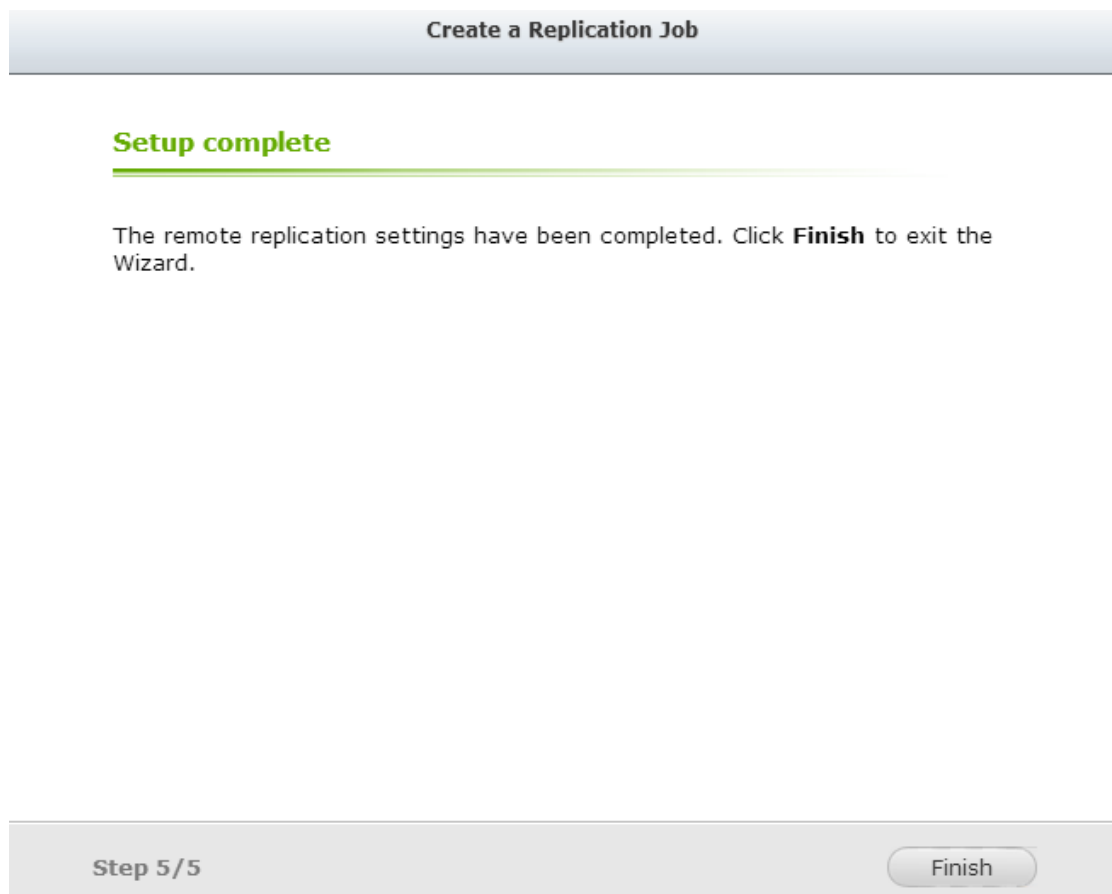 Create a Replication Job
Setup complete
The remote replication settings have been completed. Click Finish to exit the
Wizard.
Step 5/5
Finish